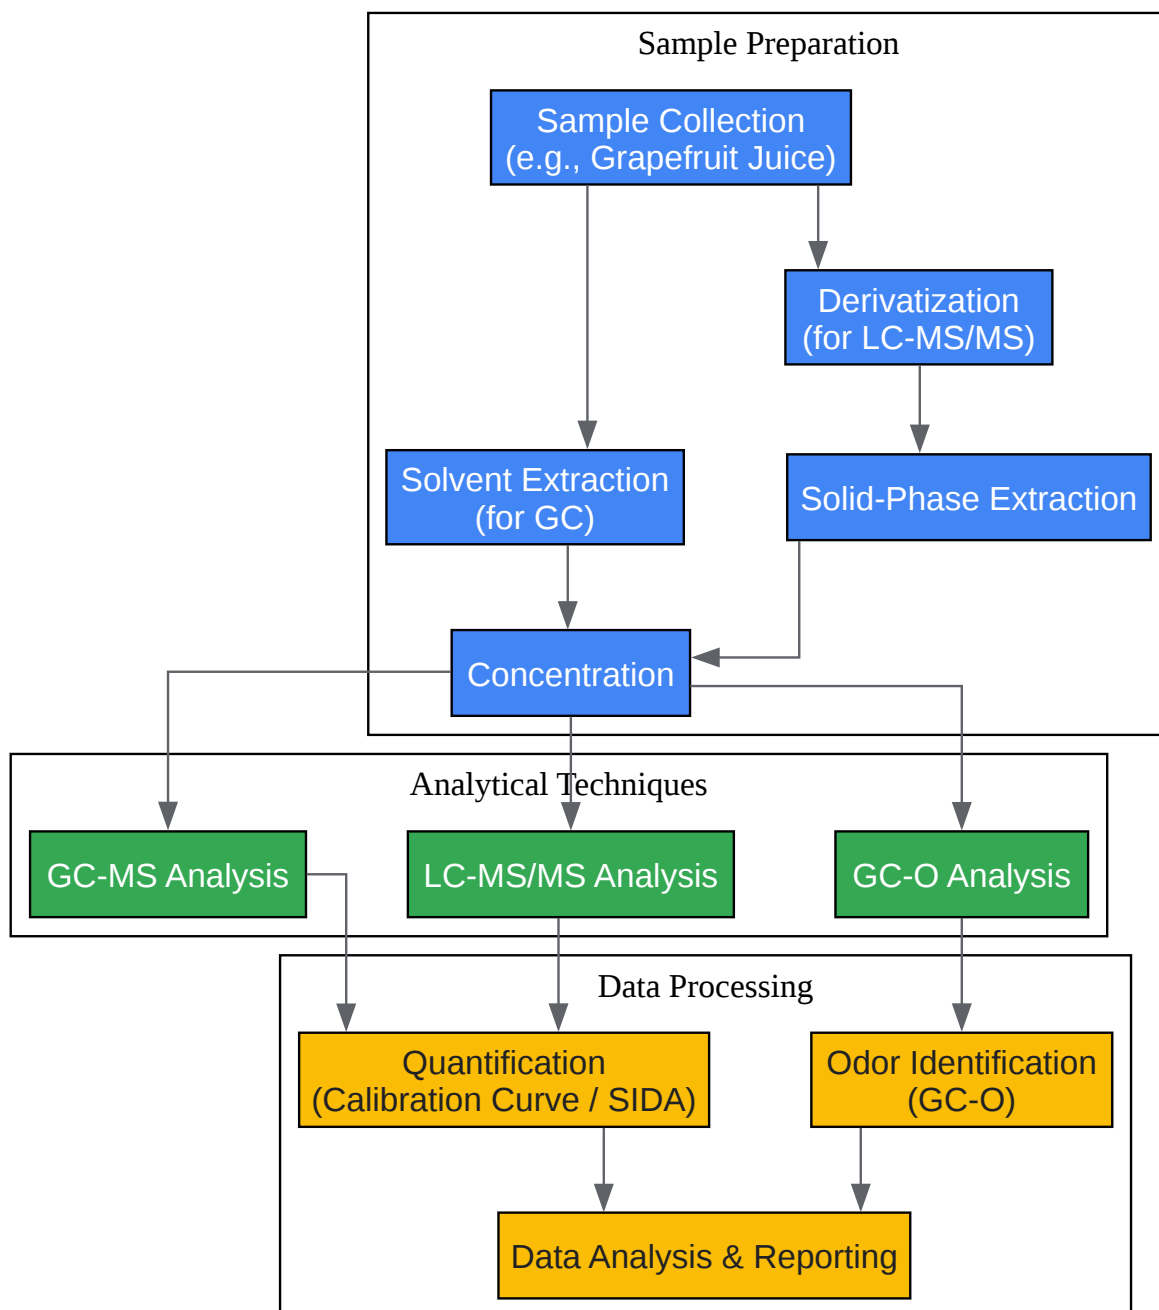 Sample Preparation
Sample Collection
(e.g., Grapefruit Juice)
Derivatization
(for LC-MS/MS)
Solvent Extraction
(for GC)
Solid-Phase Extraction
Concentration
Analytical Techniques
GC-MS Analysis
LC-MS/MS Analysis
GC-O Analysis
Data Processing
Quantification
(Calibration Curve / SIDA)
Odor Identification
(GC-O)
Data Analysis & Reporting